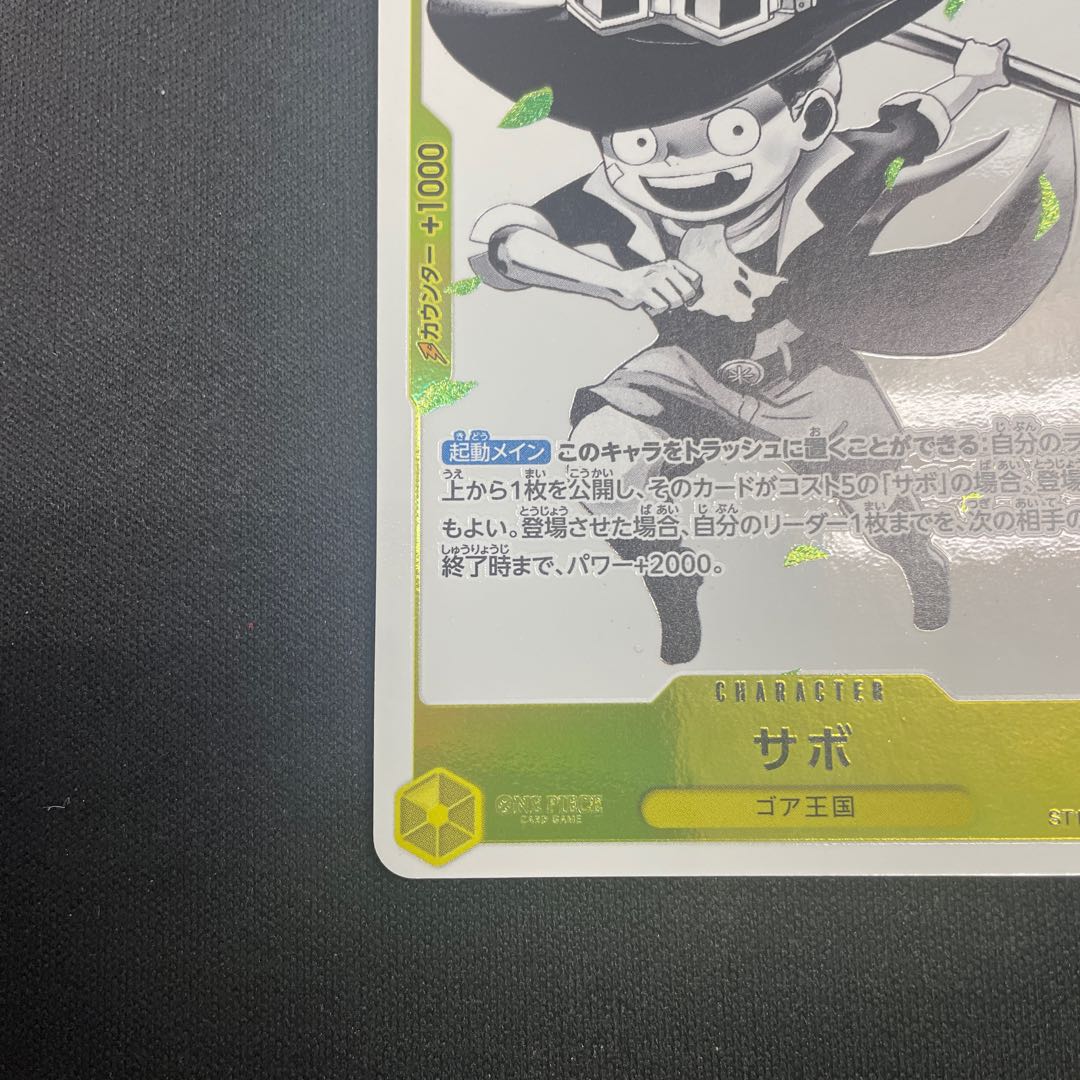 カウンター +1000
起動メイン このキャラをトラッシュに置くことができる:自分のラ
上から1枚を公開し、そのカードがコスト5の「サボ」の場合、登場
もよい。登場させた場合、自分のリーダー1枚までを、次の相手の
終了時まで、パワー+2000。
CHARACTER
サボ
ONE PIECE
CARD GAME
ゴア王国
ST1